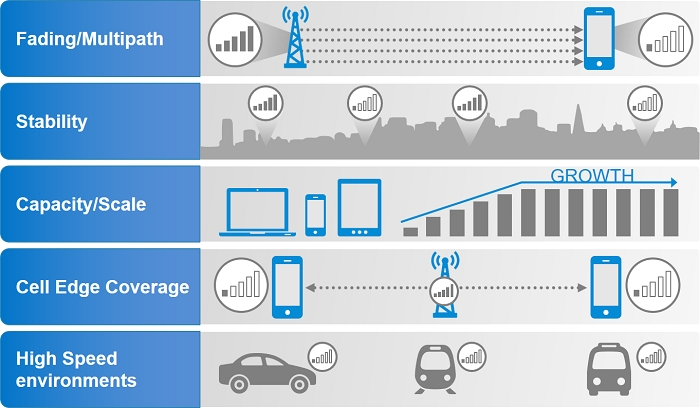 Fading/Multipath
Stability
GROWTH
Capacity/Scale
Cell Edge Coverage
High Speed
environments